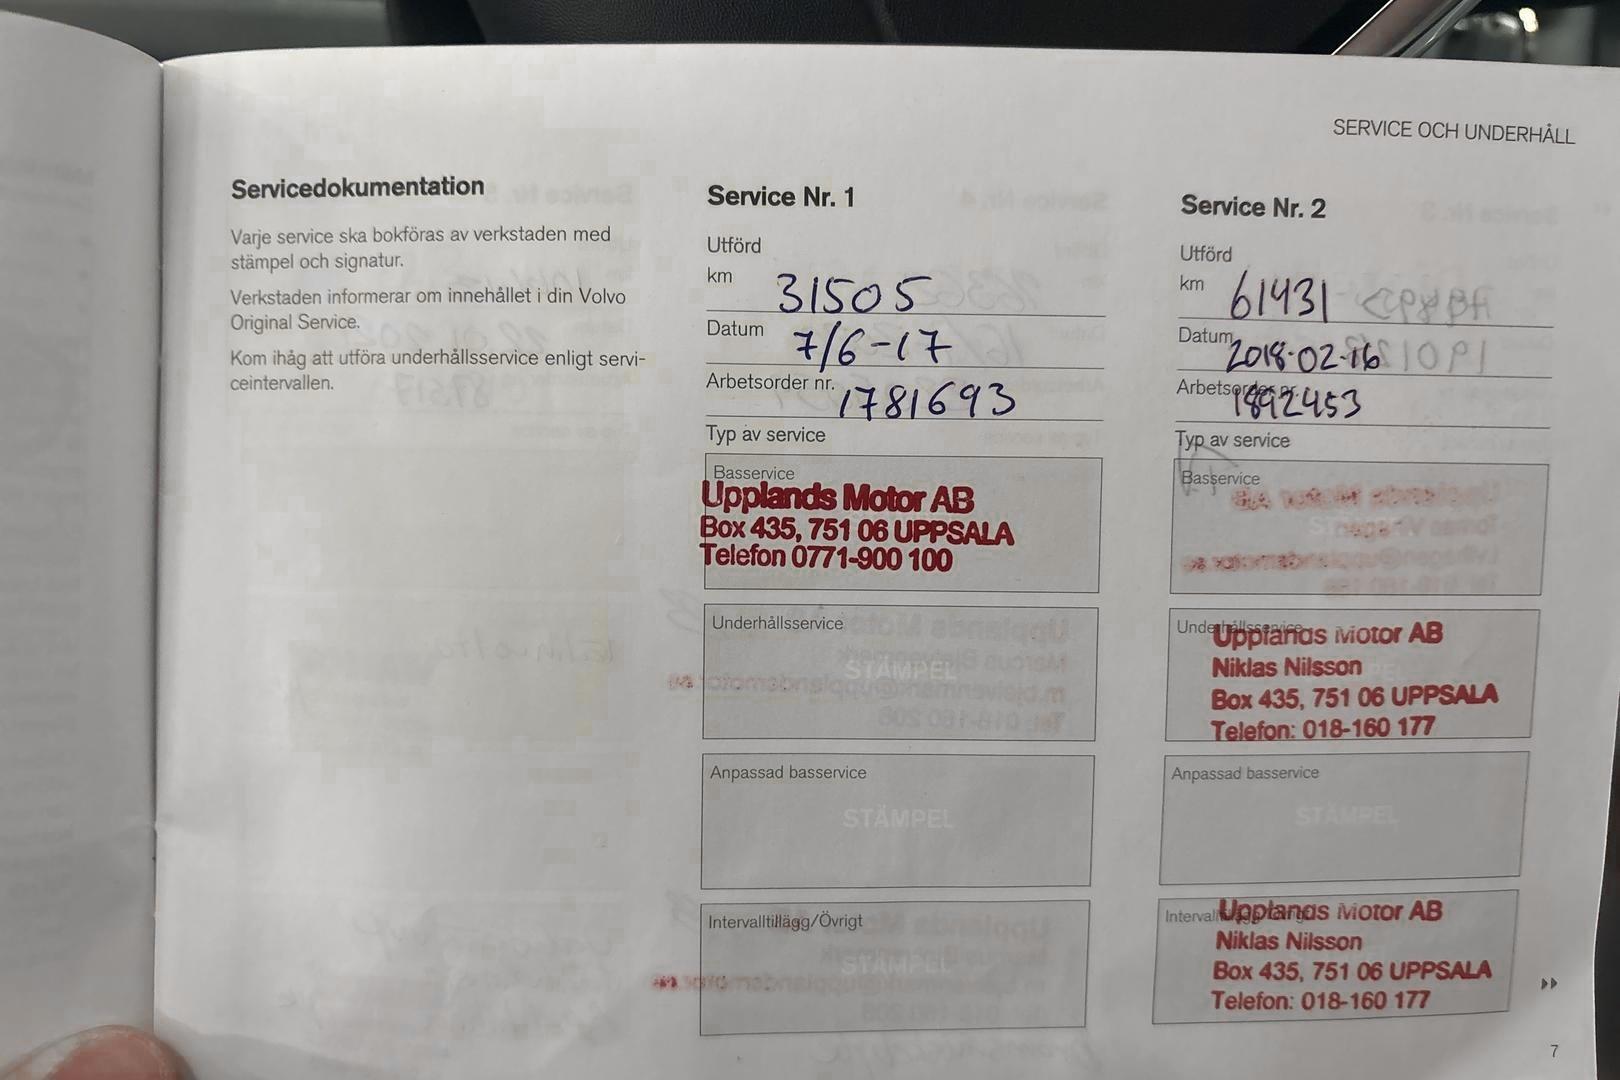 SERVICE OCH UNDERHÅLL
Servicedokumentation
Varje service ska bokföras av verkstaden med
stämpel och signatur.
Verkstaden informerar om innehållet i din Volvo
Original Service.
Kom ihåg att utföra underhållsservice enligt servi-
ceintervallen.
Service Nr. 1
Utförd
km 31505
Datum 7/6-17
Arbetsorder nr. 1781693
Typ av service
Basservice
Upplands Motor AB
Box 435, 751 06 UPPSALA
Telefon 0771-900 100
Underhållsservice
STÄMPEL
Anpassad basservice
STÄMPEL
Intervalltillägg/Övrigt
STÄMPEL
Service Nr. 2
Utförd
km 61431
Datum 2018-02-16
Arbetsorder nr. 1892453
Typ av service
Basservice
Underhållsservice
Upplands Motor AB
Niklas Nilsson
Box 435, 751 06 UPPSALA
Telefon: 018-160 177
Anpassad basservice
STÄMPEL
Intervalltillägg/Övrigt
Upplands Motor AB
Niklas Nilsson
Box 435, 751 06 UPPSALA
Telefon: 018-160 177
7